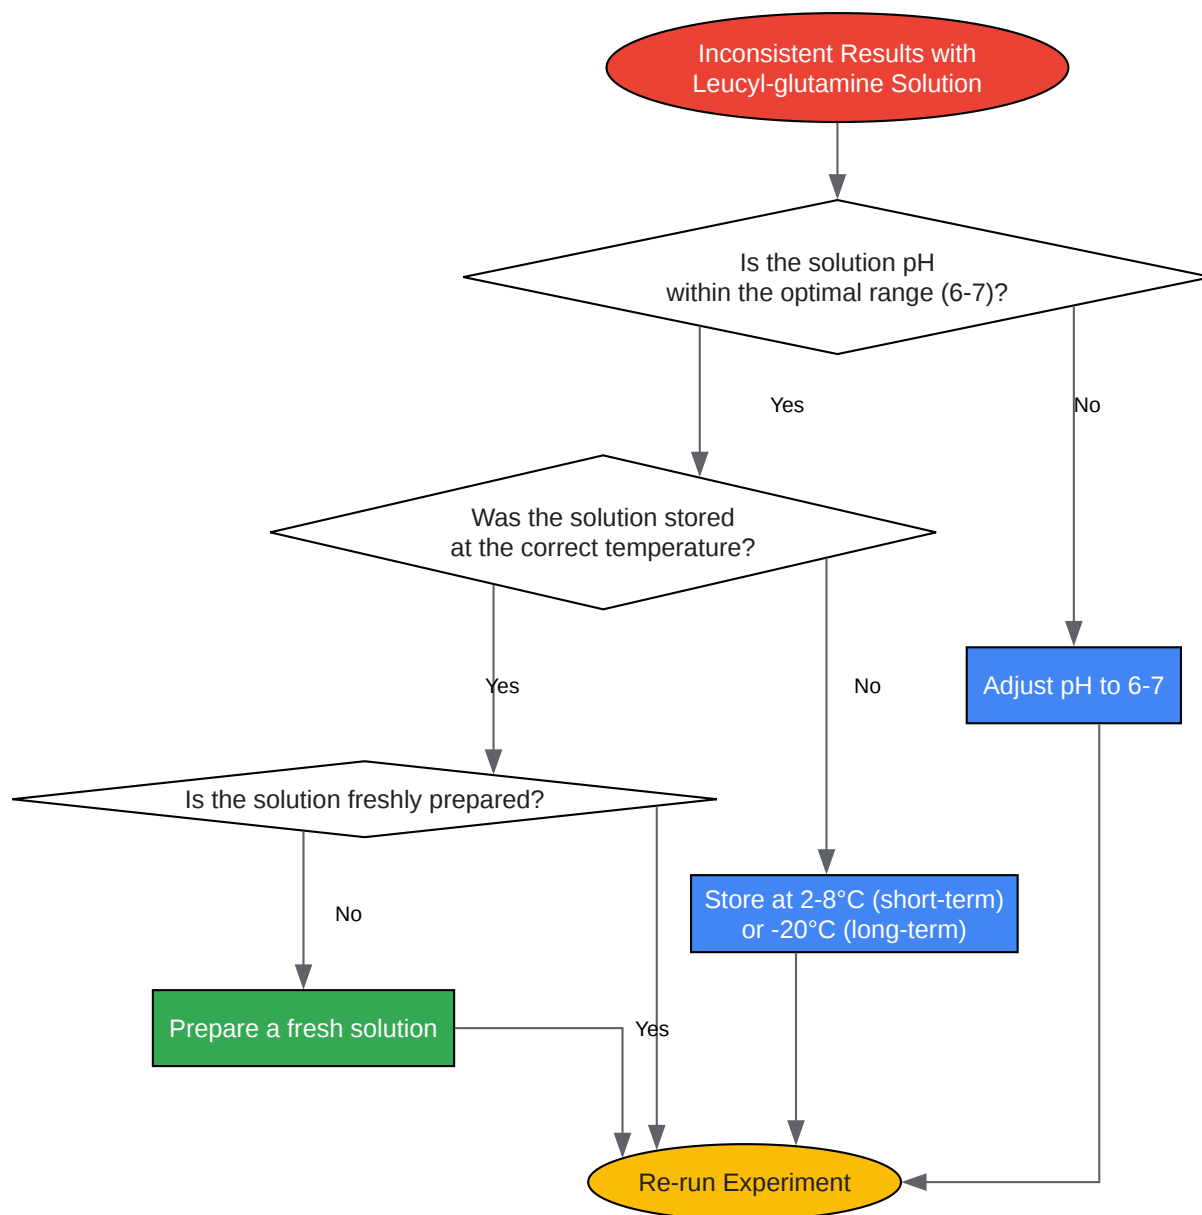 Inconsistent Results with
Leucyl-glutamine Solution
Is the solution pH
within the optimal range (6-7)?
Yes
No
Was the solution stored
at the correct temperature?
Yes
No
Adjust pH to 6-7
Is the solution freshly prepared?
Store at 2-8°C (short-term)
or -20°C (long-term)
No
Prepare a fresh solution
Yes
Re-run Experiment